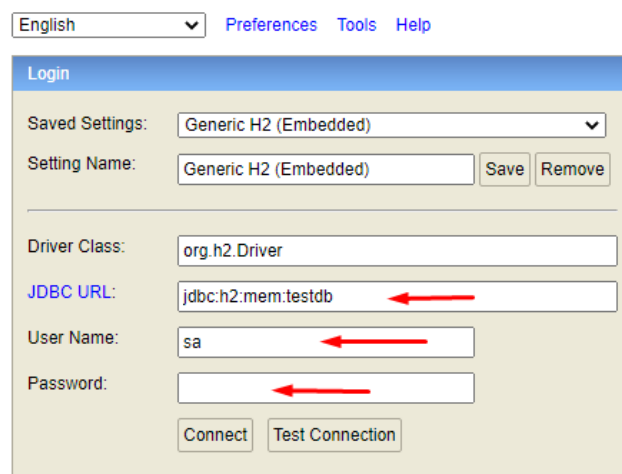 English Preferences Tools Help
Login
Saved Settings: Generic H2 (Embedded)
Setting Name: Generic H2 (Embedded) Save Remove
Driver Class: org.h2.Driver
JDBC URL: jdbc:h2:mem:testdb
User Name: sa
Password:
Connect Test Connection